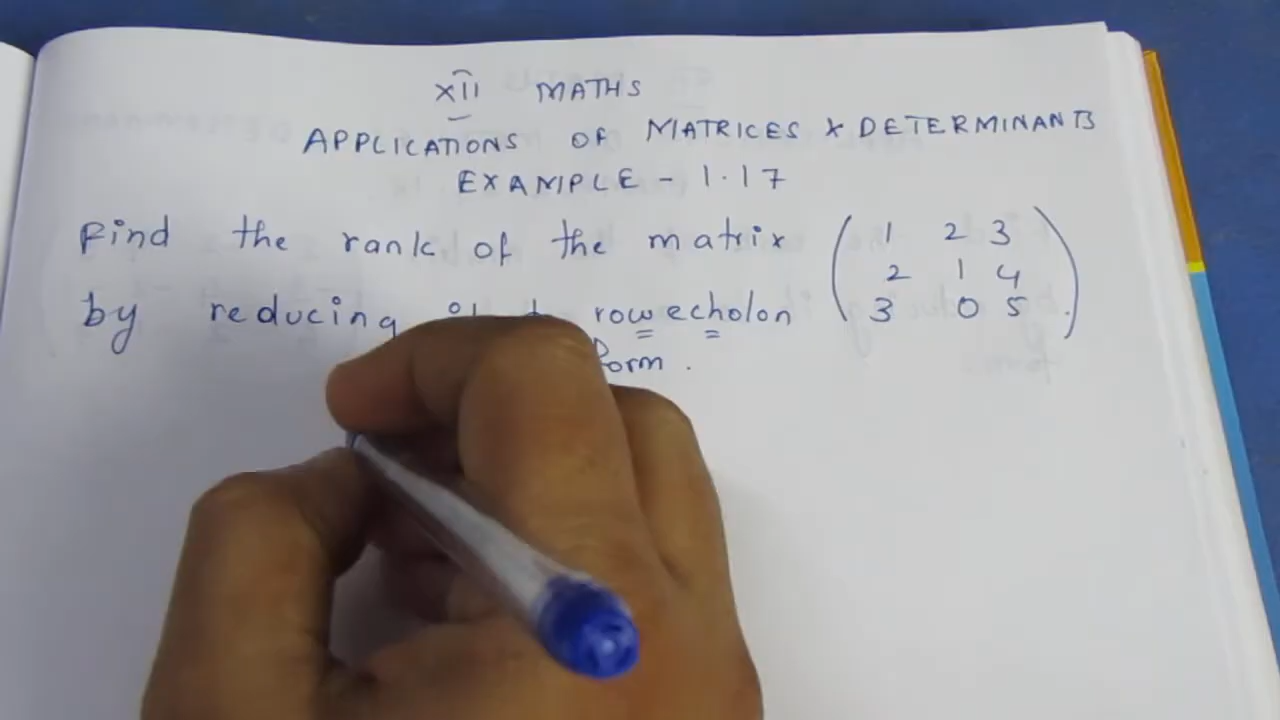 XII MATHS
APPLICATIONS OF MATRICES & DETERMINANTS
EXAMPLE - 1.17
Find the rank of the matrix ( 1 2 3
2 1 4
3 0 5 )
by reducing row echolon
form.